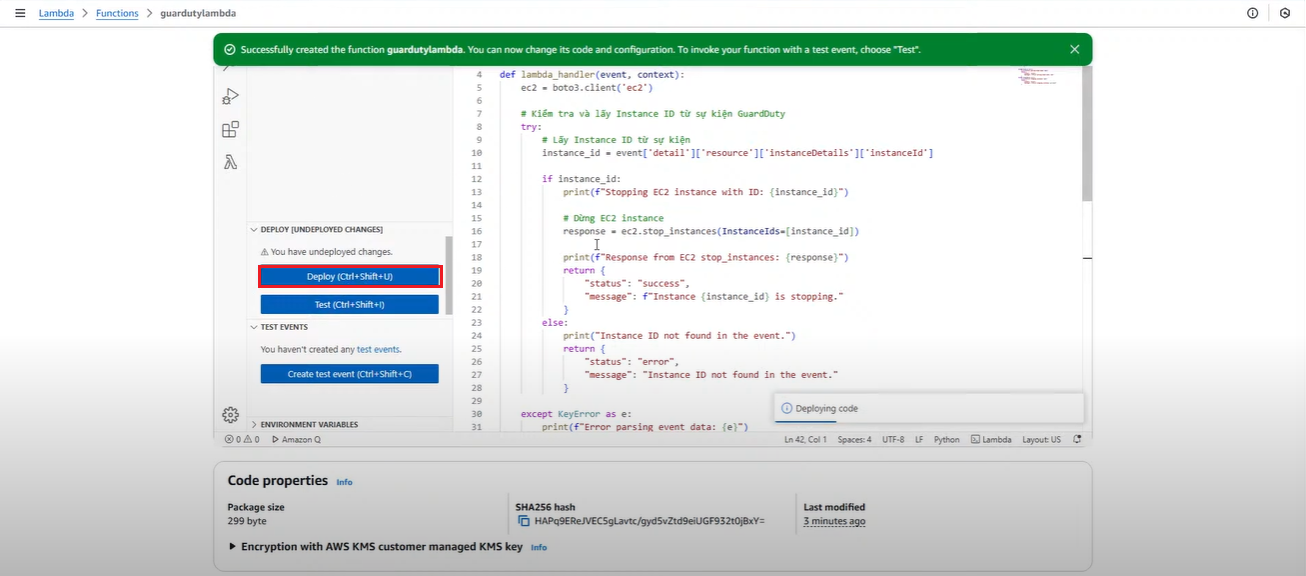 Lambda > Functions > guardutylambda
Successfully created the function guardutylambda. You can now change its code and configuration. To invoke your function with a test event, choose "Test".
DEPLOY [UNDEPLOYED CHANGES]
You have undeployed changes.
Deploy (Ctrl+Shift+U)
Test (Ctrl+Shift+I)
TEST EVENTS
You haven't created any test events.
Create test event (Ctrl+Shift+C)
ENVIRONMENT VARIABLES
4 def lambda_handler(event, context):
5 ec2 = boto3.client('ec2')
6
7 # Kiểm tra và lấy Instance ID từ sự kiện GuardDuty
8 try:
9 # Lấy Instance ID từ sự kiện
10 instance_id = event['detail']['resource']['instanceDetails']['instanceId']
11
12 if instance_id:
13 print(f"Stopping EC2 instance with ID: {instance_id}")
14
15 # Dừng EC2 instance
16 response = ec2.stop_instances(InstanceIds=[instance_id])
17
18 print(f"Response from EC2 stop_instances: {response}")
19 return {
20 "status": "success",
21 "message": f"Instance {instance_id} is stopping."
22 }
23 else:
24 print("Instance ID not found in the event.")
25 return {
26 "status": "error",
27 "message": "Instance ID not found in the event."
28 }
29
30 except KeyError as e:
31 print(f"Error parsing event data: {e}")
Deploying code
0 0 Amazon Q
Ln 42, Col 1 Spaces: 4 UTF-8 LF Python Lambda Layout: US
Code properties Info
Package size
299 byte
SHA256 hash
HAPq9EReJVEC5gLavtc/gyd5vZtd9eiUGF932t0jBxY=
Last modified
3 minutes ago
Encryption with AWS KMS customer managed KMS key Info